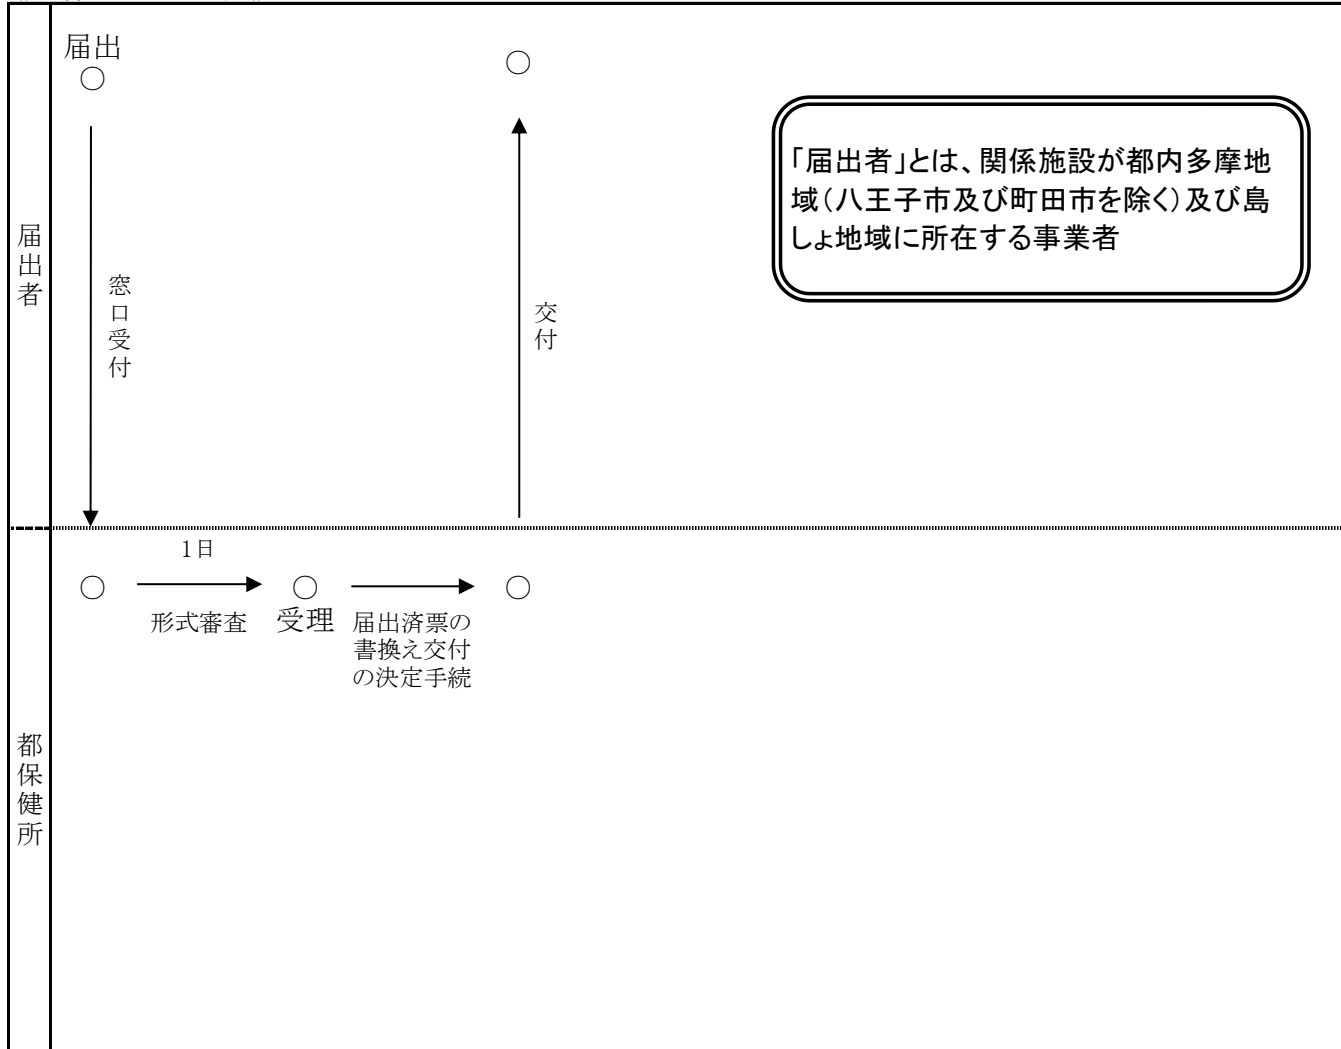 届出
「届出者」とは、関係施設が都内多摩地
域（八王子市及び町田市を除く）及び島
しょ地域に所在する事業者
届出者
窓口受付
交付
1日
形式審査
受理
届出済票の
書換え交付
の決定手続
都保健所